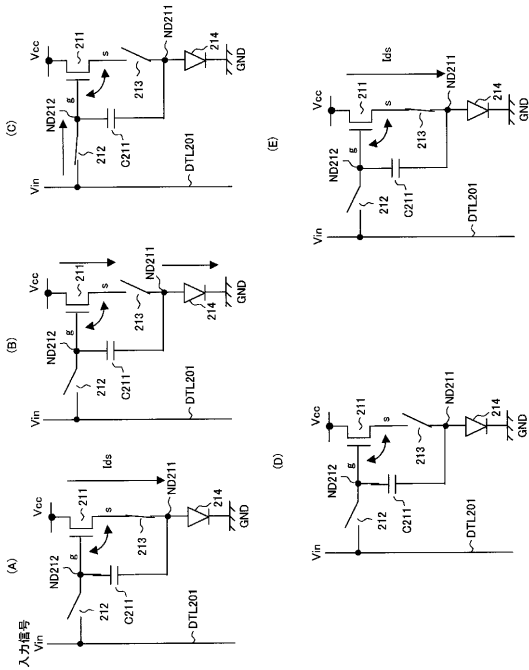 (A)
入力信号
Vin
Vcc
ND212
g
211
s
Ids
212
C211
213
ND211
214
DTL201
GND
(B)
Vin
Vcc
ND212
g
211
s
212
C211
213
ND211
214
DTL201
GND
(C)
Vin
Vcc
ND212
g
211
s
212
C211
213
ND211
214
DTL201
GND
(D)
Vin
Vcc
ND212
g
211
s
212
C211
213
ND211
214
DTL201
GND
(E)
Vin
Vcc
ND212
g
211
s
Ids
212
C211
213
ND211
214
DTL201
GND